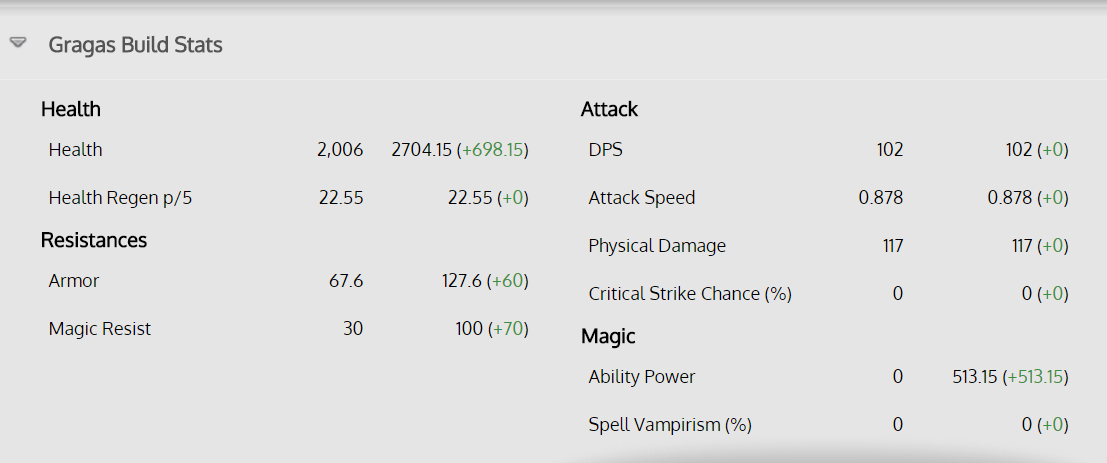 Gragas Build Stats
Health
Health 2,006 2704.15 (+698.15)
Health Regen p/5 22.55 22.55 (+0)
Resistances
Armor 67.6 127.6 (+60)
Magic Resist 30 100 (+70)
Attack
DPS 102 102 (+0)
Attack Speed 0.878 0.878 (+0)
Physical Damage 117 117 (+0)
Critical Strike Chance (%) 0 0 (+0)
Magic
Ability Power 0 513.15 (+513.15)
Spell Vampirism (%) 0 0 (+0)